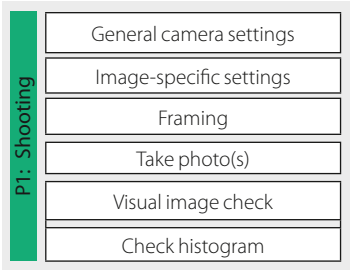 P1: Shooting
General camera settings
Image-specific settings
Framing
Take photo(s)
Visual image check
Check histogram